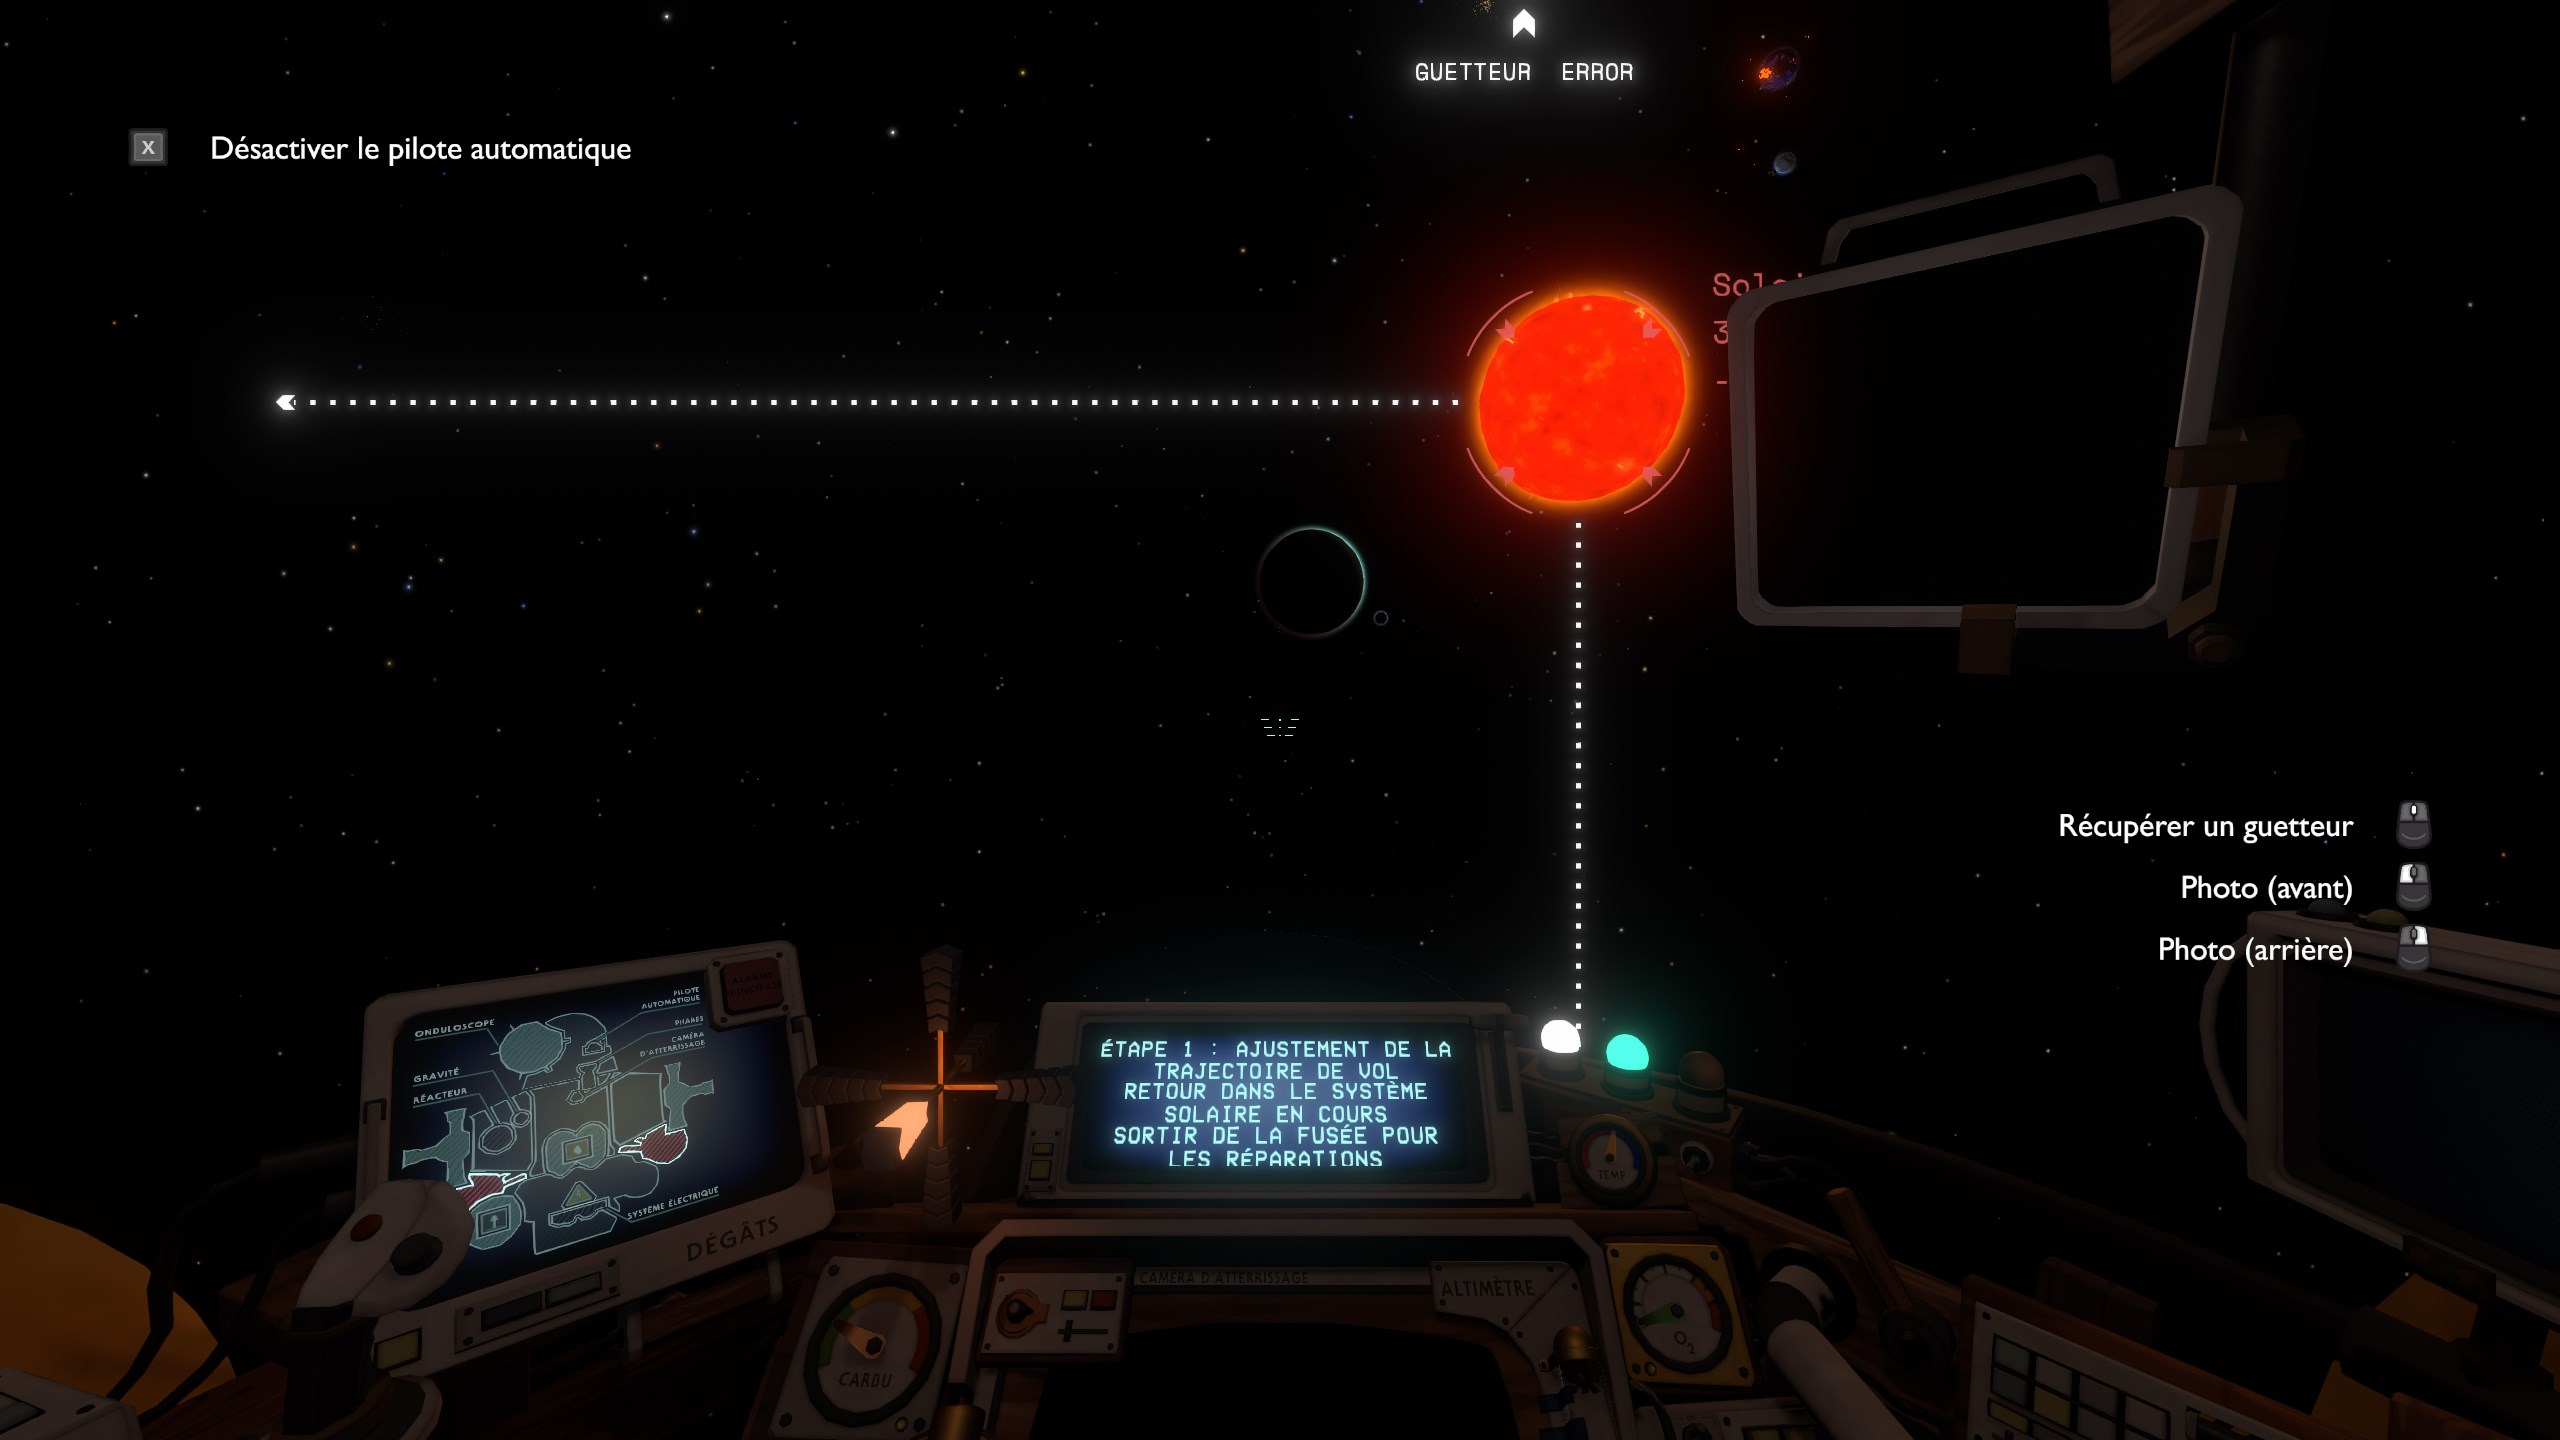 GUETTEUR ERROR
X Désactiver le pilote automatique
Récupérer un guetteur
Photo (avant)
Photo (arrière)
PILOTE
AUTOMATIQUE
ONDULOSCOPE
PHARES
CAMÉRA
D'ATTERRISSAGE
GRAVITÉ
RÉACTEUR
SYSTÈME ÉLECTRIQUE
DÉGÂTS
ÉTAPE 1 : AJUSTEMENT DE LA
TRAJECTOIRE DE VOL
RETOUR DANS LE SYSTÈME
SOLAIRE EN COURS
SORTIR DE LA FUSÉE POUR
LES RÉPARATIONS
TEMP
CAMÉRA D'ATTERRISSAGE
ALTIMÈTRE
CARBU
O2